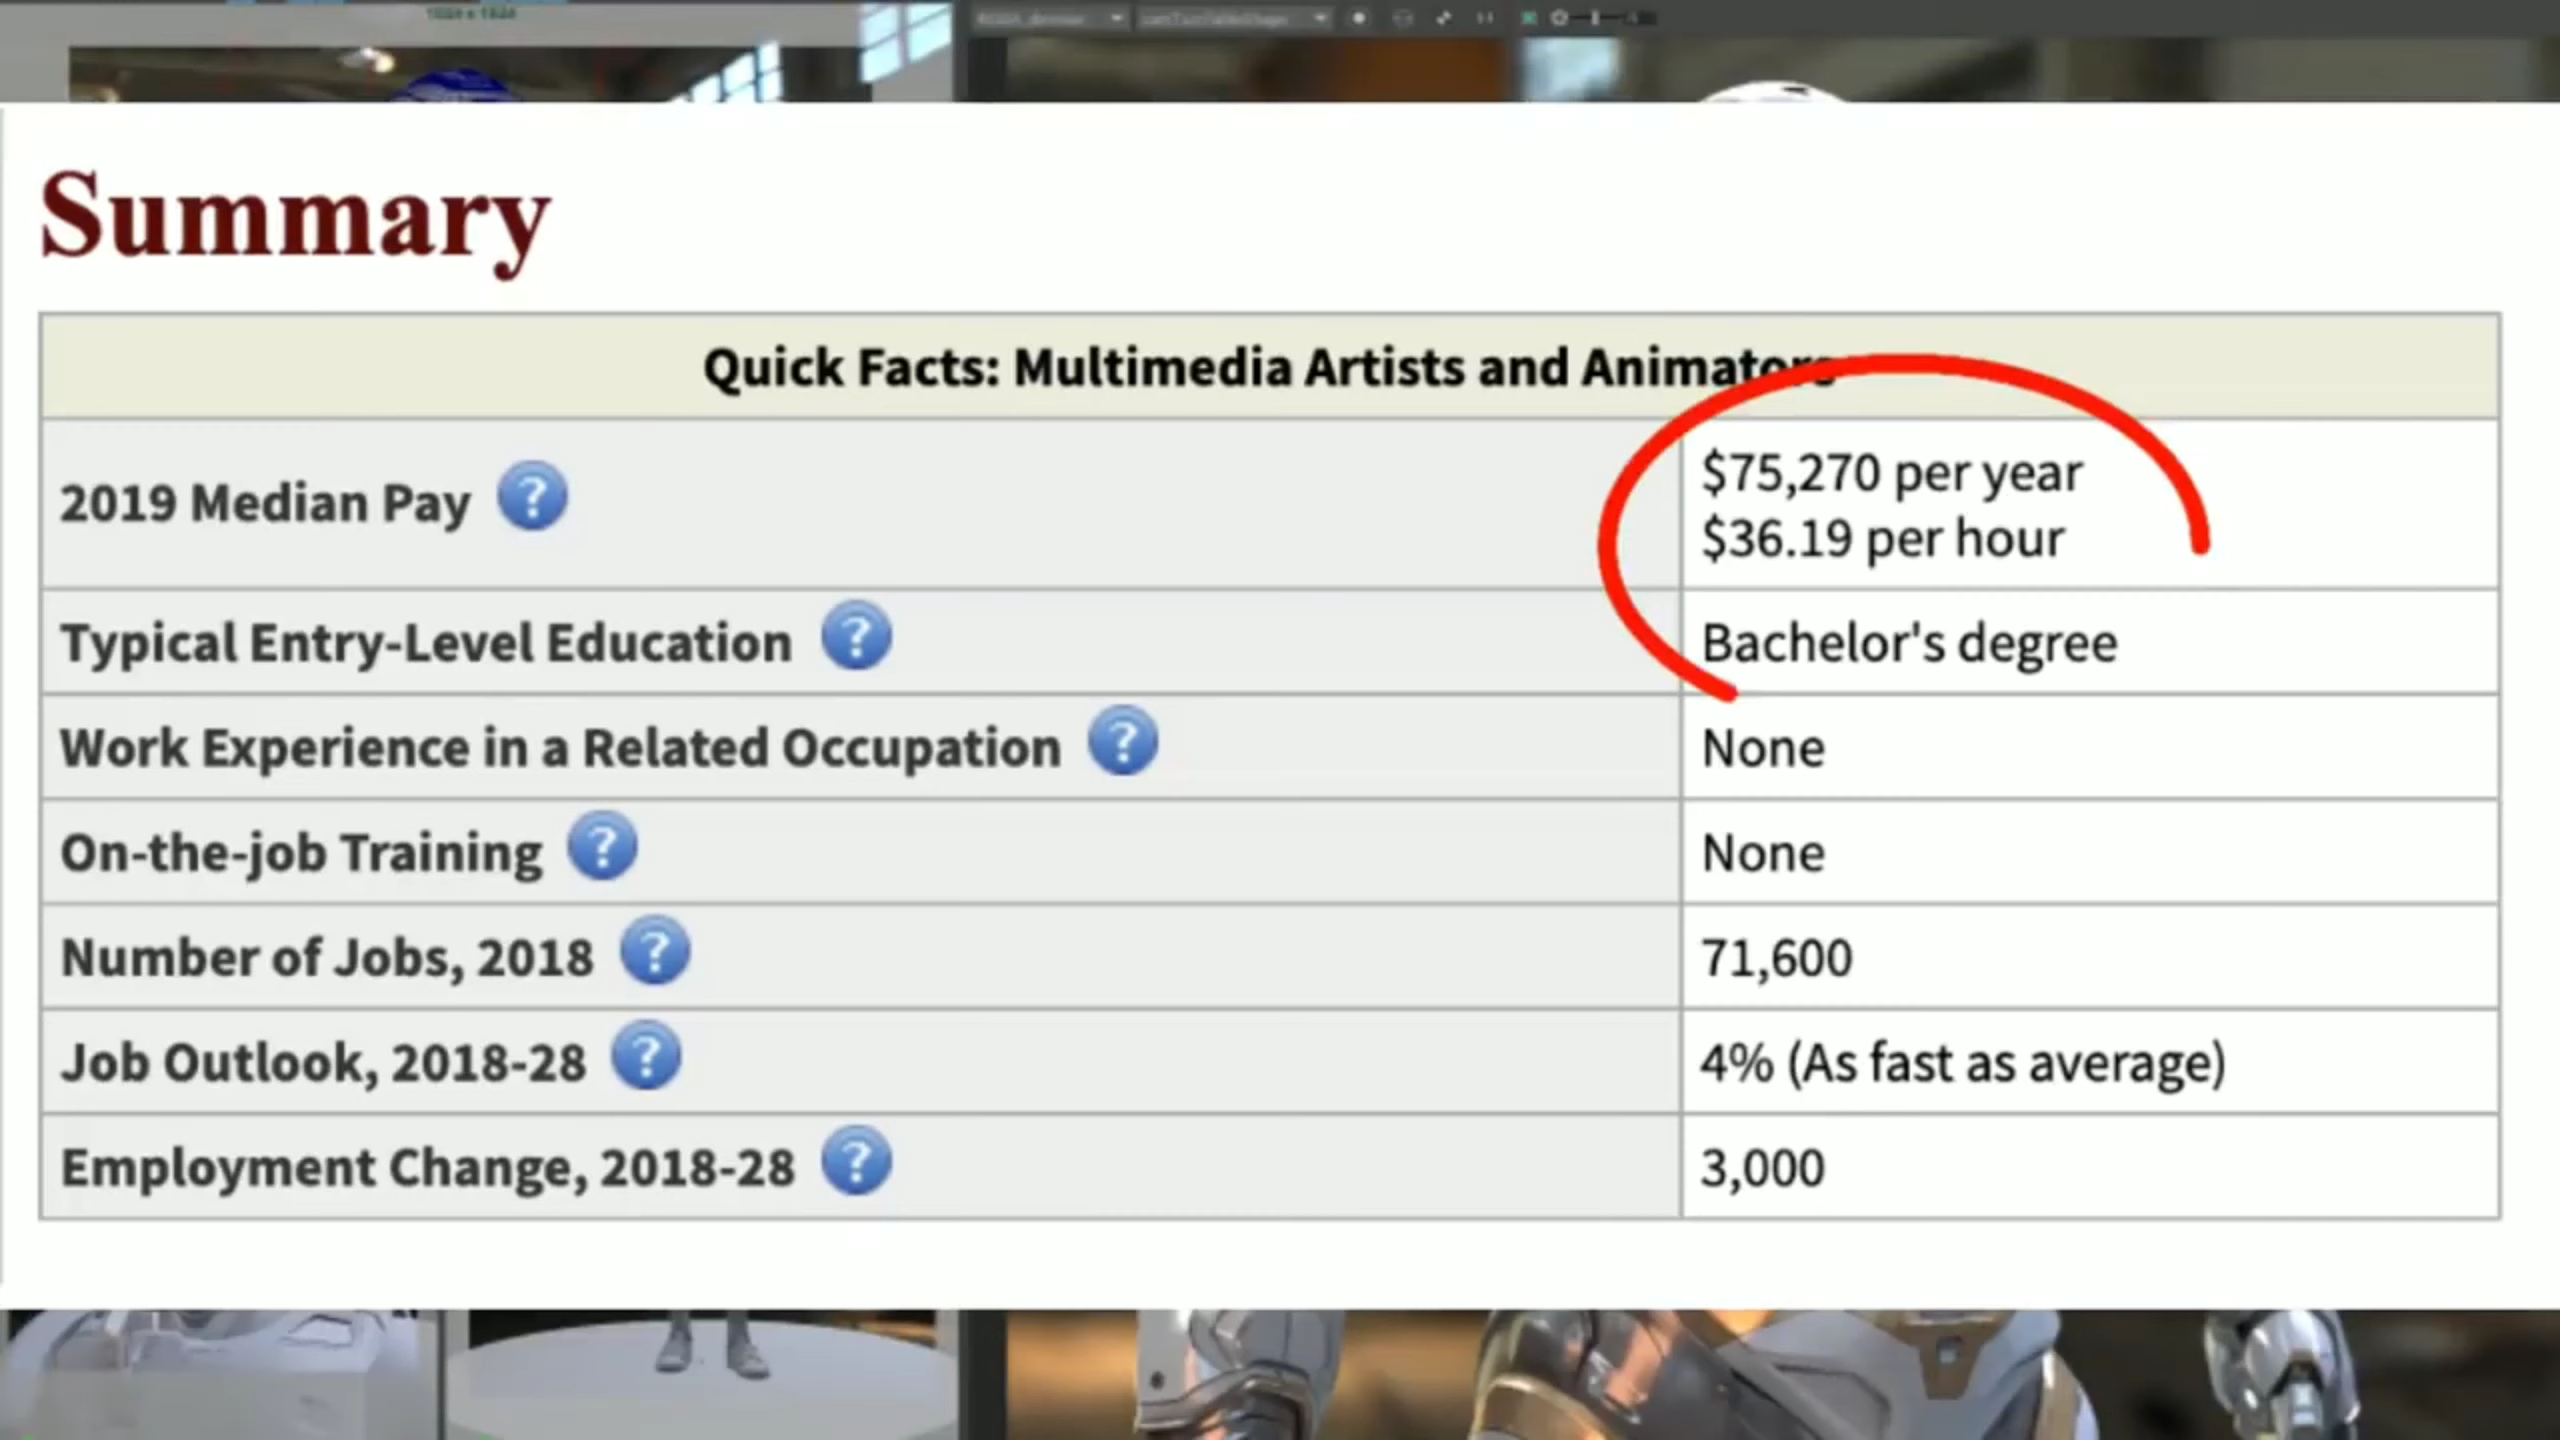 Summary
Quick Facts: Multimedia Artists and Animators
2019 Median Pay ?
$75,270 per year
$36.19 per hour
Typical Entry-Level Education ?
Bachelor's degree
Work Experience in a Related Occupation ?
None
On-the-job Training ?
None
Number of Jobs, 2018 ?
71,600
Job Outlook, 2018-28 ?
4% (As fast as average)
Employment Change, 2018-28 ?
3,000